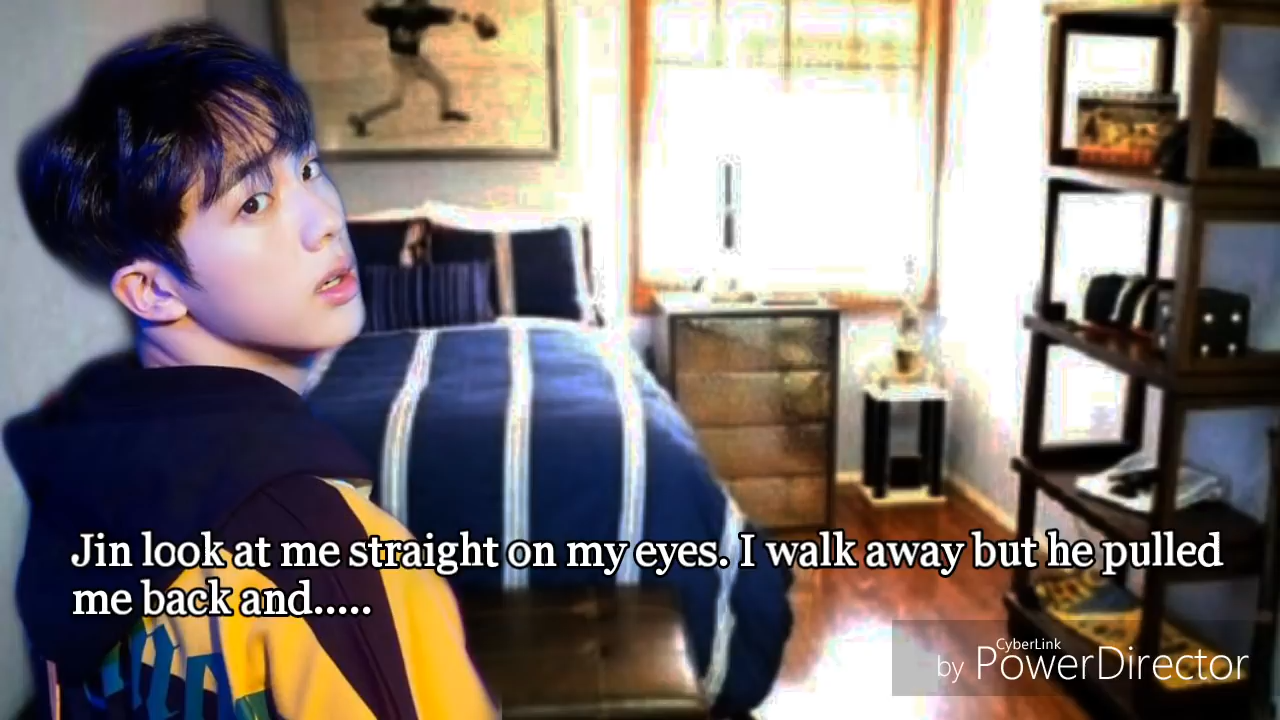 Jin look at me straight on my eyes. I walk away but he pulled
me back and.....
CyberLink
by PowerDirector